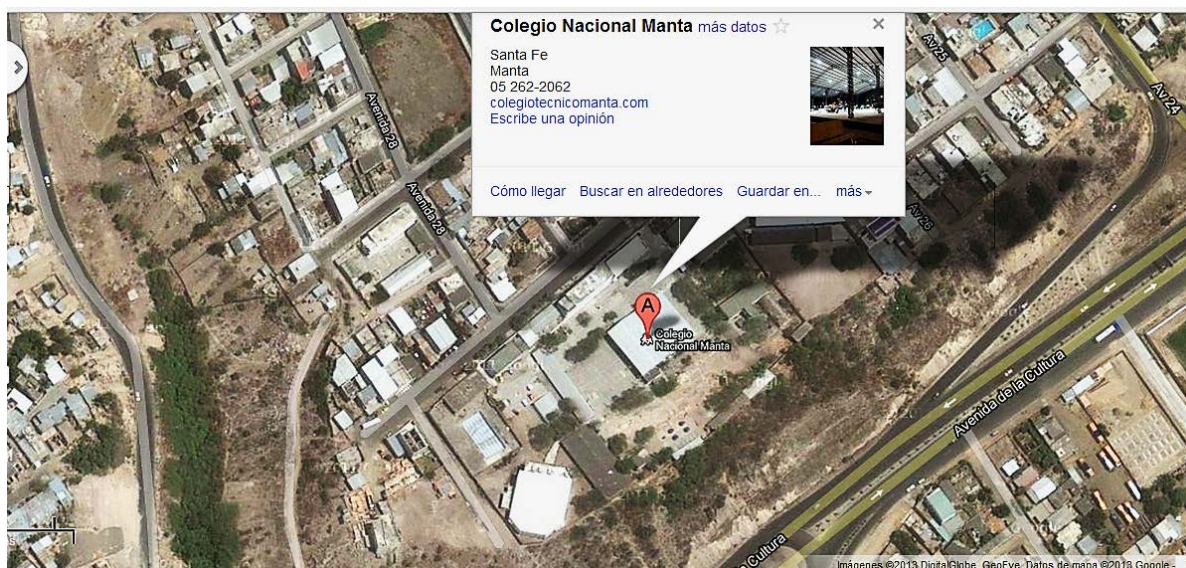 Colegio Nacional Manta más datos
Santa Fe
Manta
05 262-2062
colegiotecnicomanta.com
Escribe una opinión
Cómo llegar Buscar en alrededores Guardar en... más
Av 25
Av 24
Avenida 28
Avenida 28
Av 26
A
Colegio
Nacional Manta
Avenida de la Cultura
Cultura
Imágenes ©2013 DigitalGlobe, GeoEye, Datos de mapa ©2013 Google -